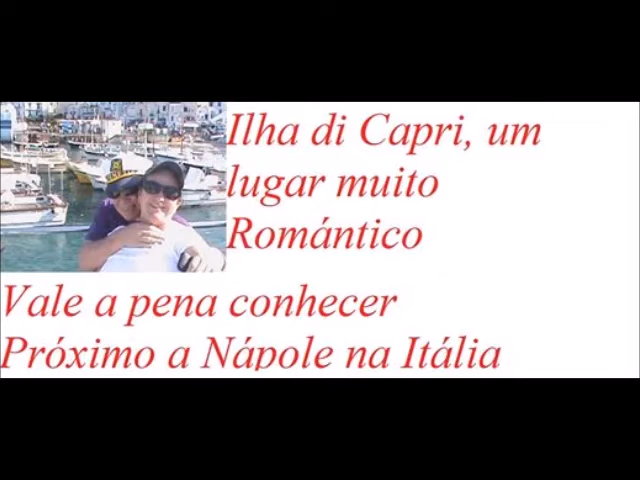 Ilha di Capri, um
lugar muito
Romántico
Vale a pena conhecer
Próximo a Nápole na Itália